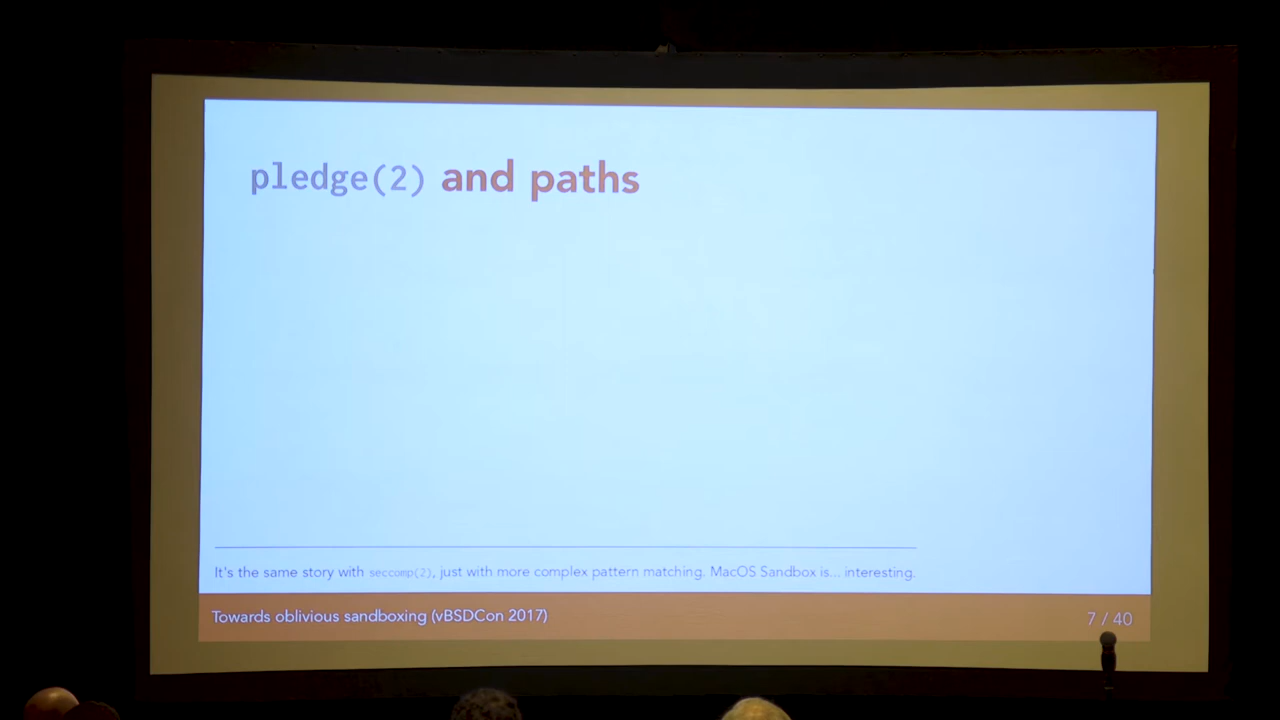 pledge(2) and paths
It's the same story with seccomp(2), just with more complex pattern matching. MacOS Sandbox is... interesting.
Towards oblivious sandboxing (vBSDCon 2017)
7 / 40